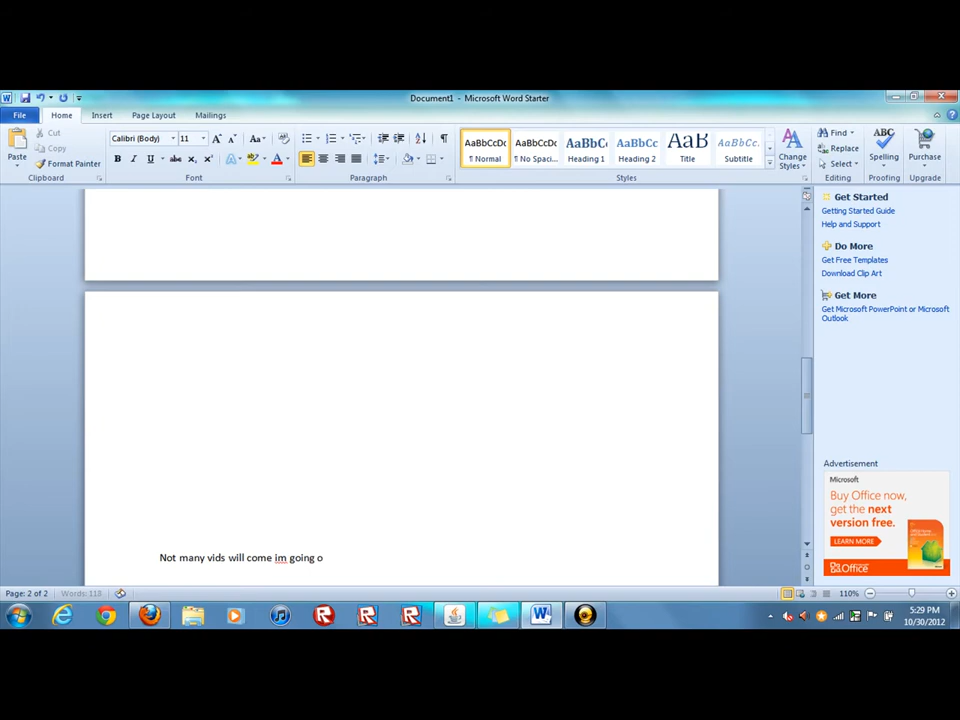 Document1 - Microsoft Word Starter
File Home Insert Page Layout Mailings
Paste Cut Copy Format Painter
Calibri (Body) 11
AaBbCcDc AaBbCcDc AaBbCc AaBbCc AaB AaBbCc.
¶ Normal ¶ No Spaci... Heading 1 Heading 2 Title Subtitle
Change Styles
Find Replace Select
Spelling
Purchase
Clipboard Font Paragraph Styles Editing Proofing Upgrade
Get Started
Getting Started Guide
Help and Support
Do More
Get Free Templates
Download Clip Art
Get More
Get Microsoft PowerPoint or Microsoft
Outlook
Advertisement
Microsoft
Buy Office now,
get the next
version free.
LEARN MORE
Office
Not many vids will come im going o
Page: 2 of 2 Words: 118 110%
5:29 PM
10/30/2012